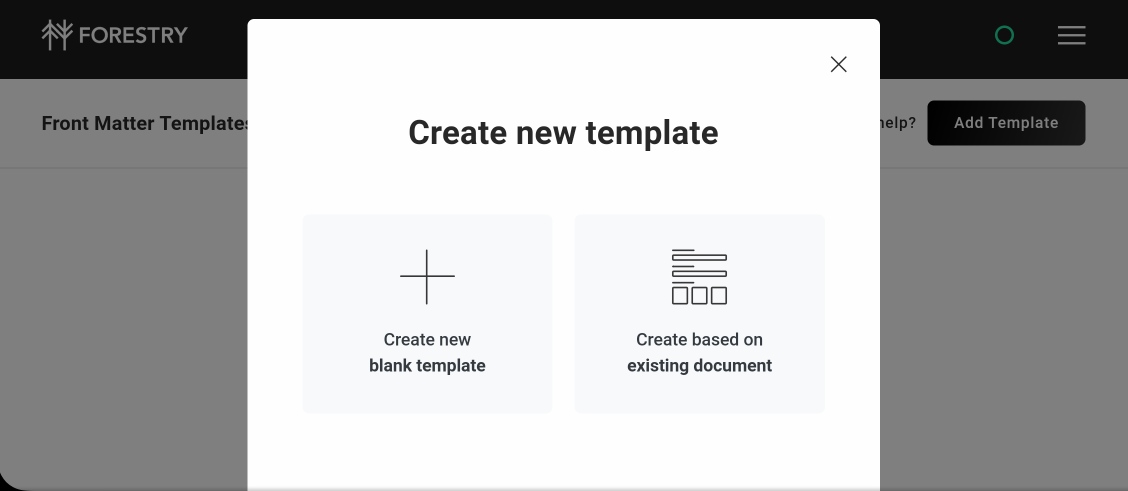 FORESTRY
Front Matter Templates
help?
Add Template
Create new template
Create new
blank template
Create based on
existing document